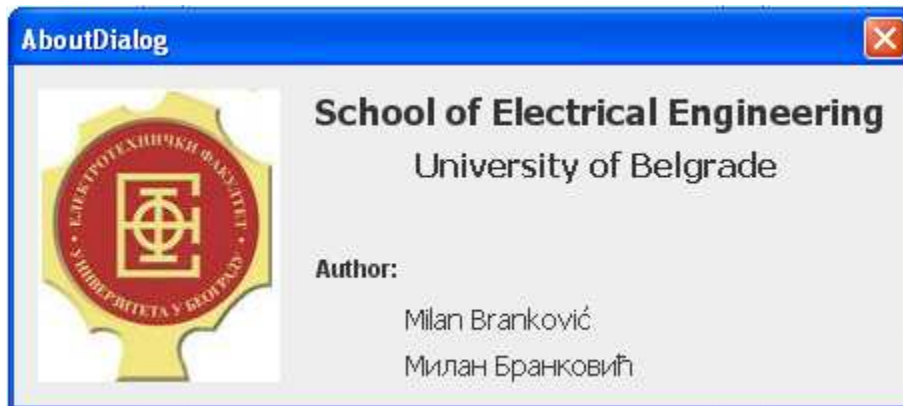 AboutDialog
ЕЛЕКТРОТЕХНИЧКИ ФАКУЛТЕТ
УНИВЕРЗИТЕТА У БЕОГРАДУ
School of Electrical Engineering
University of Belgrade
Author:
Milan Branković
Милан Бранковић